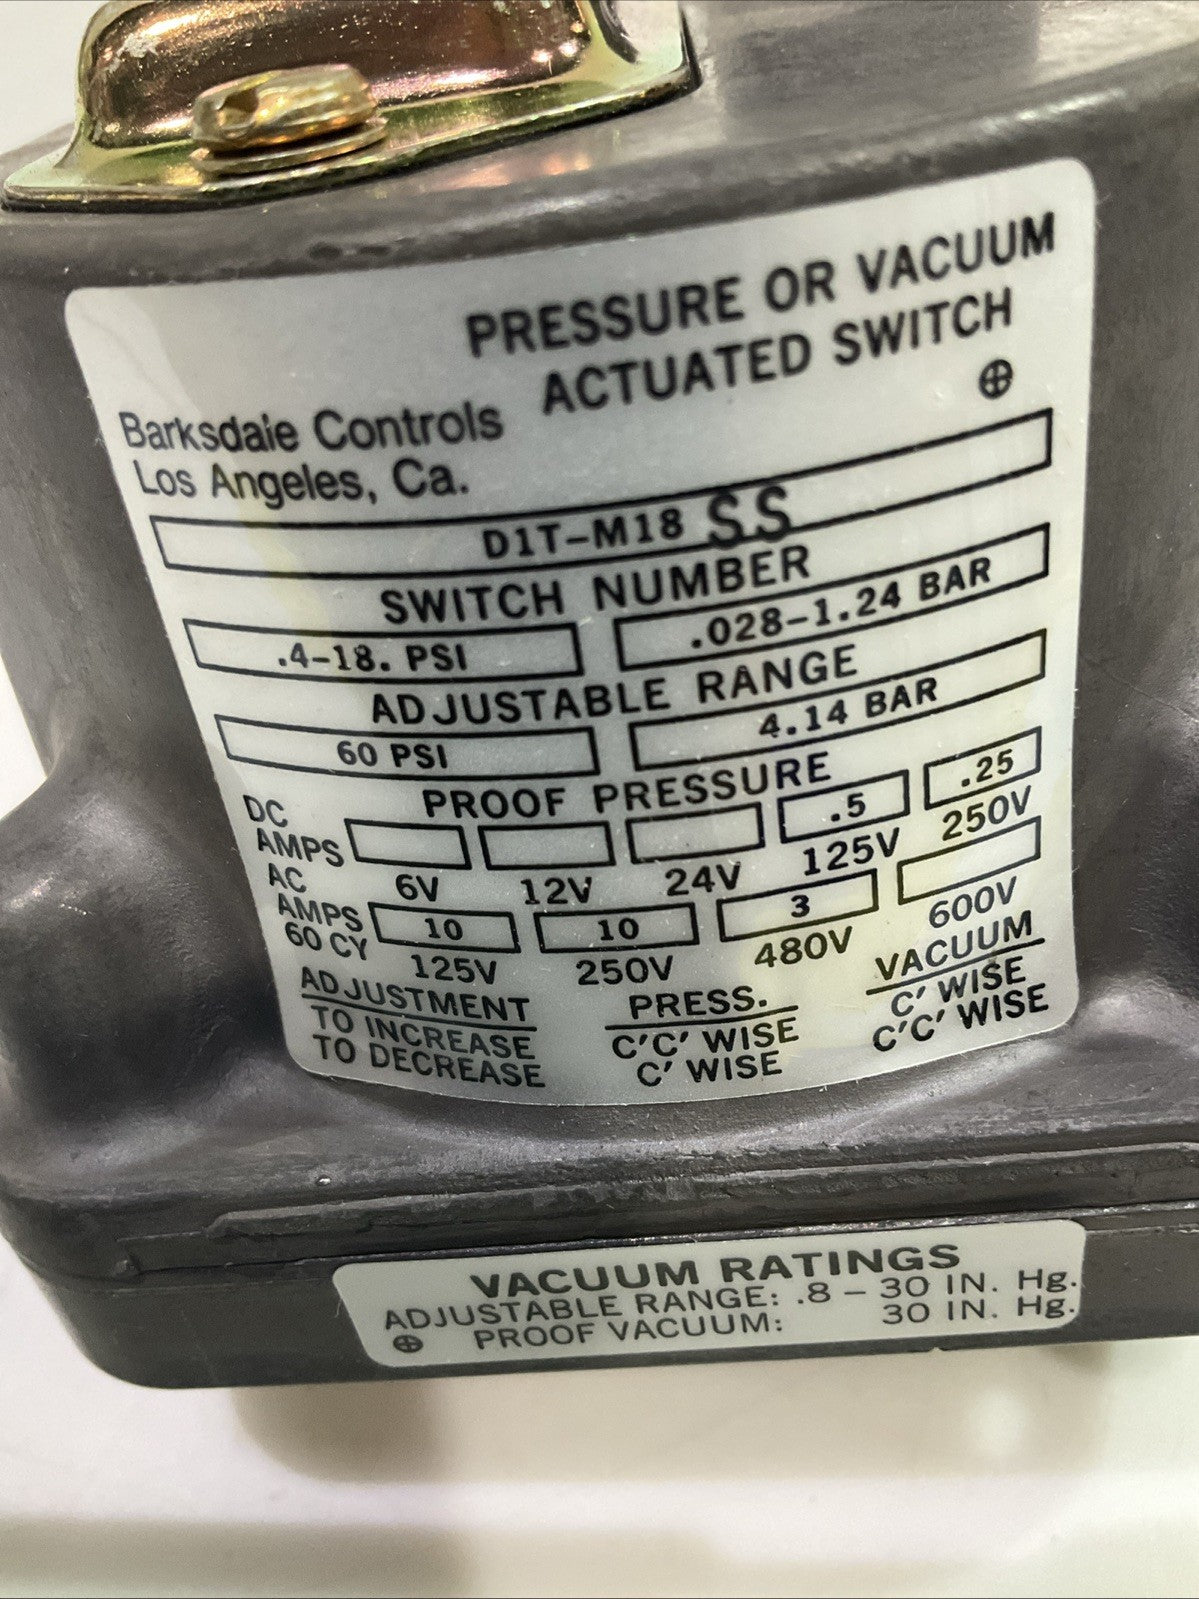 PRESSURE OR VACUUM
ACTUATED SWITCH
Barksdale Controls
Los Angeles, Ca.
D1T-M18 SS
SWITCH NUMBER
.4-18. PSI .028-1.24 BAR
ADJUSTABLE RANGE
60 PSI 4.14 BAR
PROOF PRESSURE
DC
AMPS .5 .25
6V 12V 24V 125V 250V
AC
AMPS
60 CY 10 10 3
125V 250V 480V 600V
ADJUSTMENT PRESS. VACUUM
TO INCREASE C'C' WISE C' WISE
TO DECREASE C' WISE C'C' WISE
VACUUM RATINGS
ADJUSTABLE RANGE: .8 - 30 IN. Hg.
PROOF VACUUM: 30 IN. Hg.